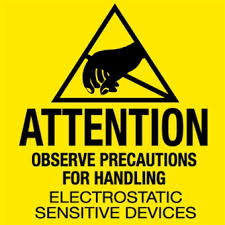 ATTENTION
OBSERVE PRECAUTIONS
FOR HANDLING
ELECTROSTATIC
SENSITIVE DEVICES